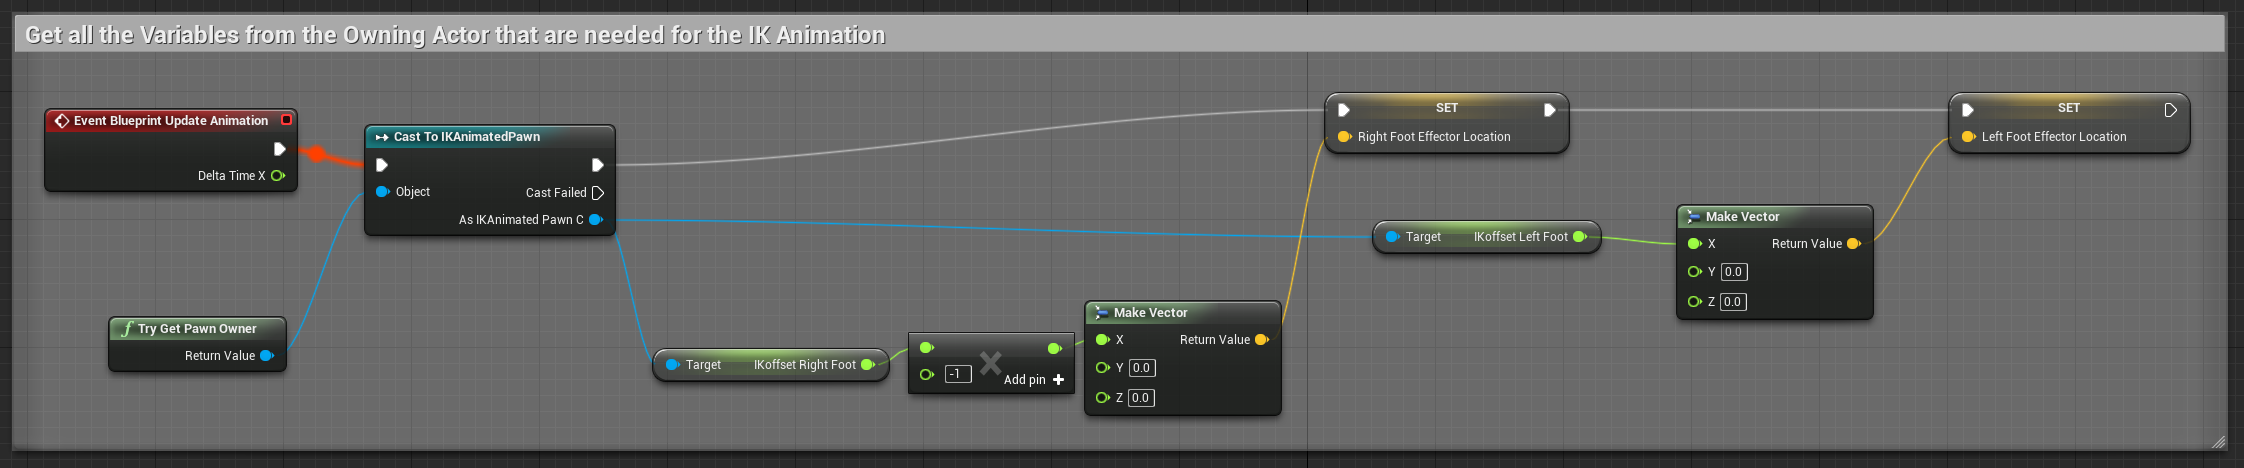 Get all the Variables from the Owning Actor that are needed for the IK Animation
Event Blueprint Update Animation
Delta Time X
Cast To IKAnimatedPawn
Object
Cast Failed
As IKAnimated Pawn C
Try Get Pawn Owner
Return Value
Target IKoffset Right Foot
-1
Add pin +
Make Vector
X Return Value
Y 0.0
Z 0.0
SET
Right Foot Effector Location
Target IKoffset Left Foot
Make Vector
X Return Value
Y 0.0
Z 0.0
SET
Left Foot Effector Location